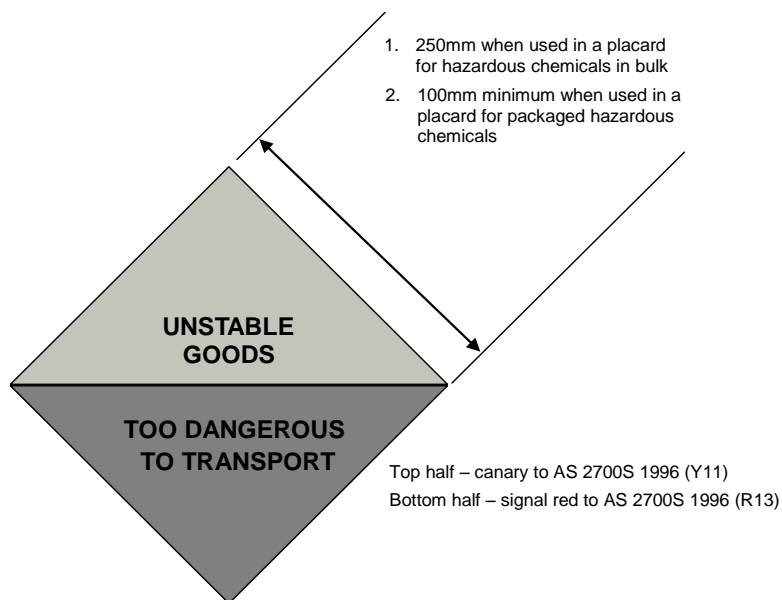 1. 250mm when used in a placard
for hazardous chemicals in bulk
2. 100mm minimum when used in a
placard for packaged hazardous
chemicals
UNSTABLE
GOODS
TOO DANGEROUS
TO TRANSPORT
Top half – canary to AS 2700S 1996 (Y11)
Bottom half – signal red to AS 2700S 1996 (R13)